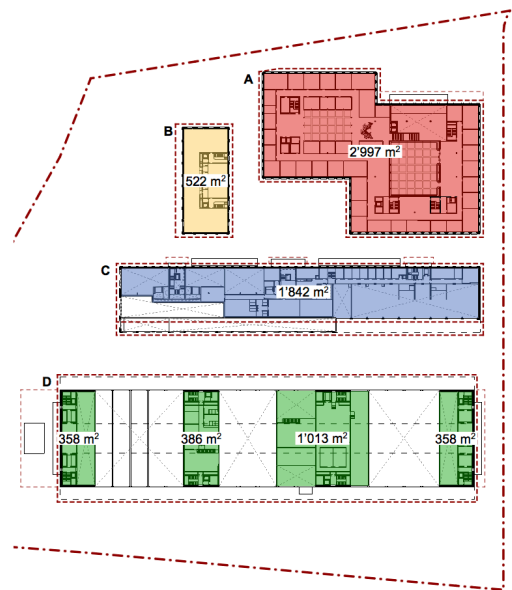 A
B
2’997 m²
522 m²
C
1’842 m²
D
358 m²
386 m²
1’013 m²
358 m²